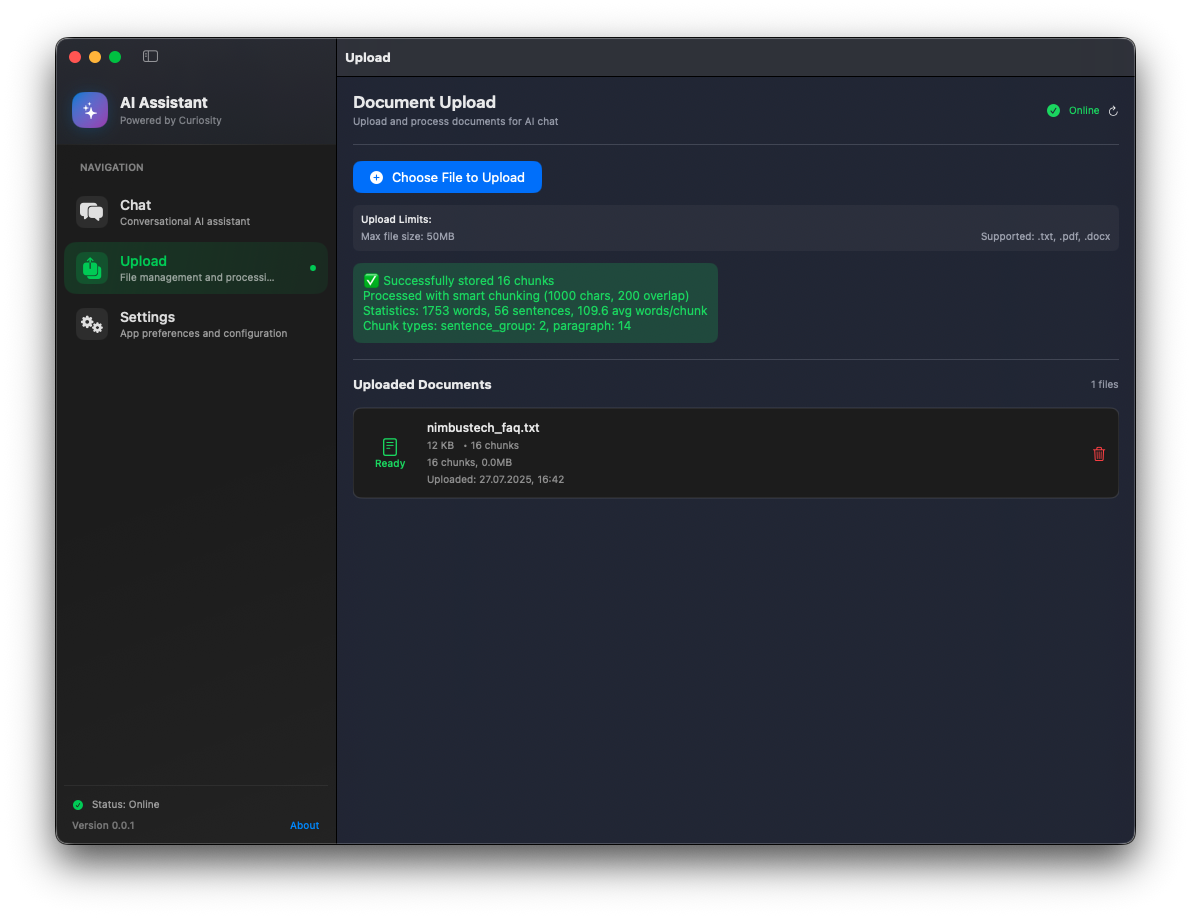 Upload
AI Assistant
Powered by Curiosity
NAVIGATION
Chat
Conversational AI assistant
Upload
File management and processi...
Settings
App preferences and configuration
Status: Online
Version 0.0.1
About
Document Upload
Upload and process documents for AI chat
Online
Choose File to Upload
Upload Limits:
Max file size: 50MB
Supported: .txt, .pdf, .docx
✅ Successfully stored 16 chunks
Processed with smart chunking (1000 chars, 200 overlap)
Statistics: 1753 words, 56 sentences, 109.6 avg words/chunk
Chunk types: sentence_group: 2, paragraph: 14
Uploaded Documents
1 files
Ready
nimbustech_faq.txt
12 KB • 16 chunks
16 chunks, 0.0MB
Uploaded: 27.07.2025, 16:42